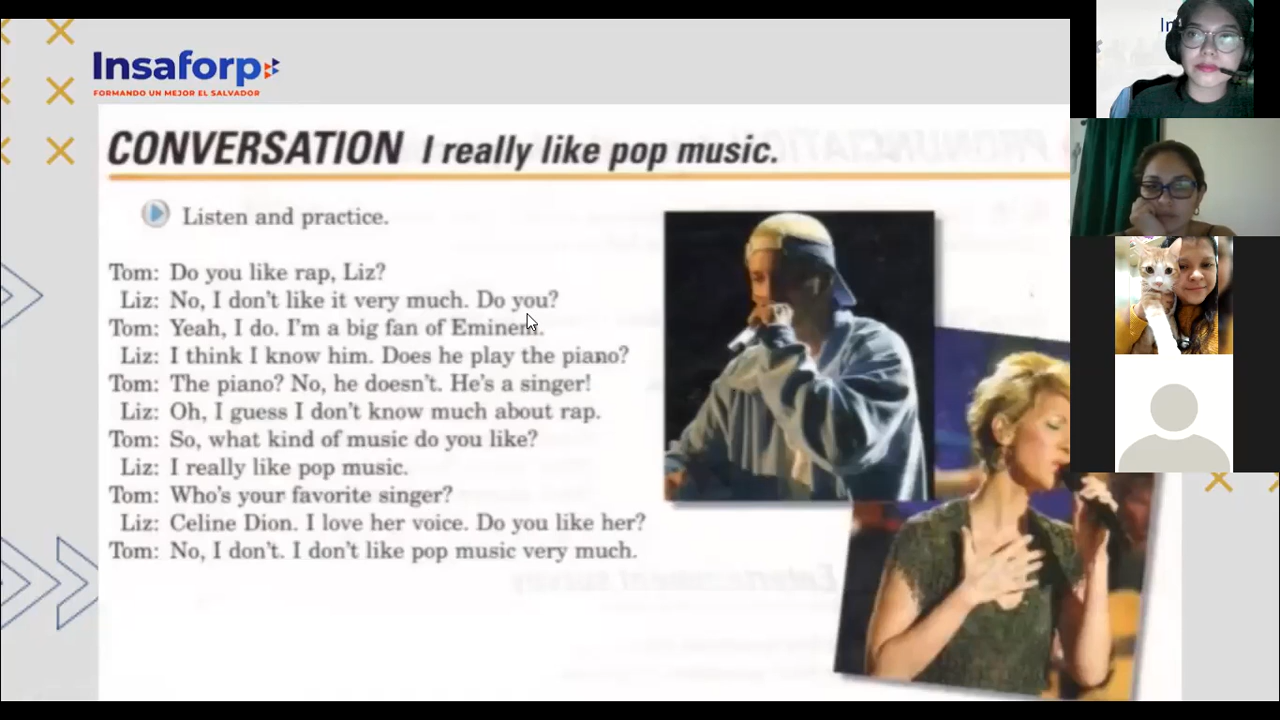 Insaforp
FORMANDO UN MEJOR EL SALVADOR
CONVERSATION I really like pop music.
Listen and practice.
Tom: Do you like rap, Liz?
Liz: No, I don't like it very much. Do you?
Tom: Yeah, I do. I'm a big fan of Eminem.
Liz: I think I know him. Does he play the piano?
Tom: The piano? No, he doesn't. He's a singer!
Liz: Oh, I guess I don't know much about rap.
Tom: So, what kind of music do you like?
Liz: I really like pop music.
Tom: Who's your favorite singer?
Liz: Celine Dion. I love her voice. Do you like her?
Tom: No, I don't. I don't like pop music very much.